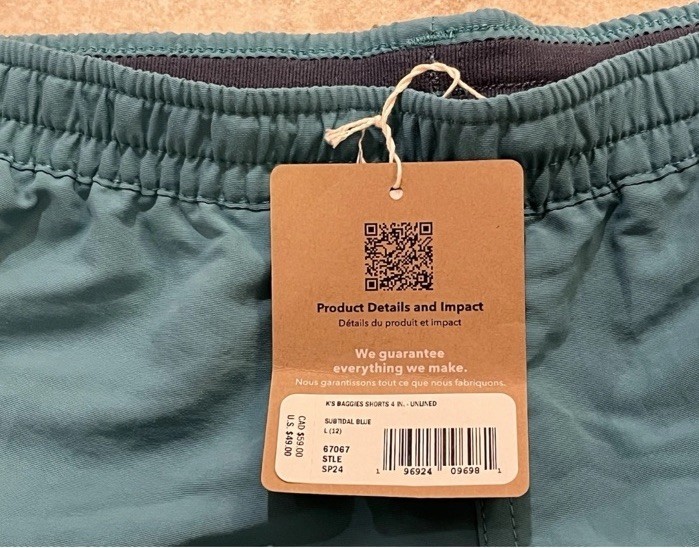 Product Details and Impact
Détails du produit et impact
We guarantee
everything we make.
Nous garantissons tout ce que nous fabriquons.
K'S BAGGIES SHORTS 4 IN. - UNLINED
SUBTIDAL BLUE
L (12)
67067
STLE
SP24
CAD $59.00
U.S. $49.00
1 96924 09698 1